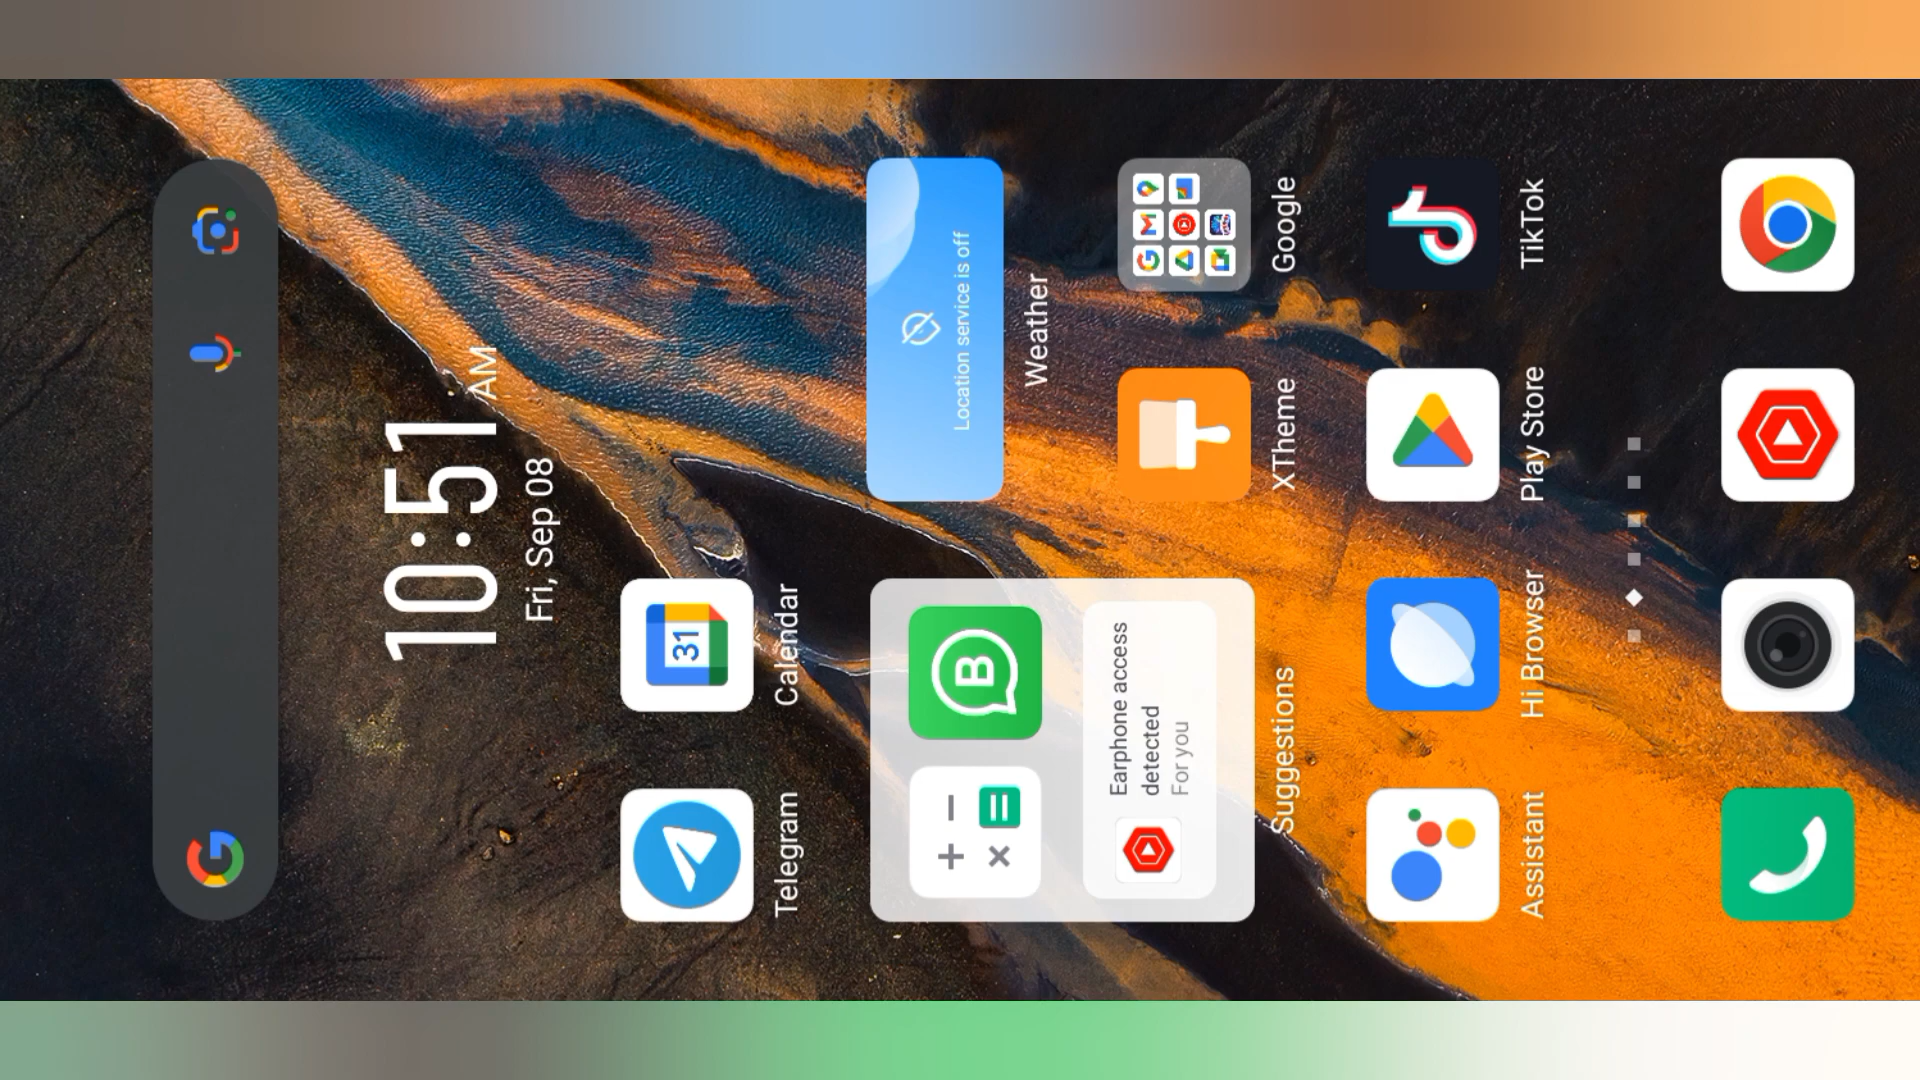 10:51 AM
Fri, Sep 08
31
Telegram
Calendar
B
Location service is off
Weather
Earphone access
detected
For you
Suggestions
XTheme
Google
Assistant
Hi Browser
Play Store
TikTok